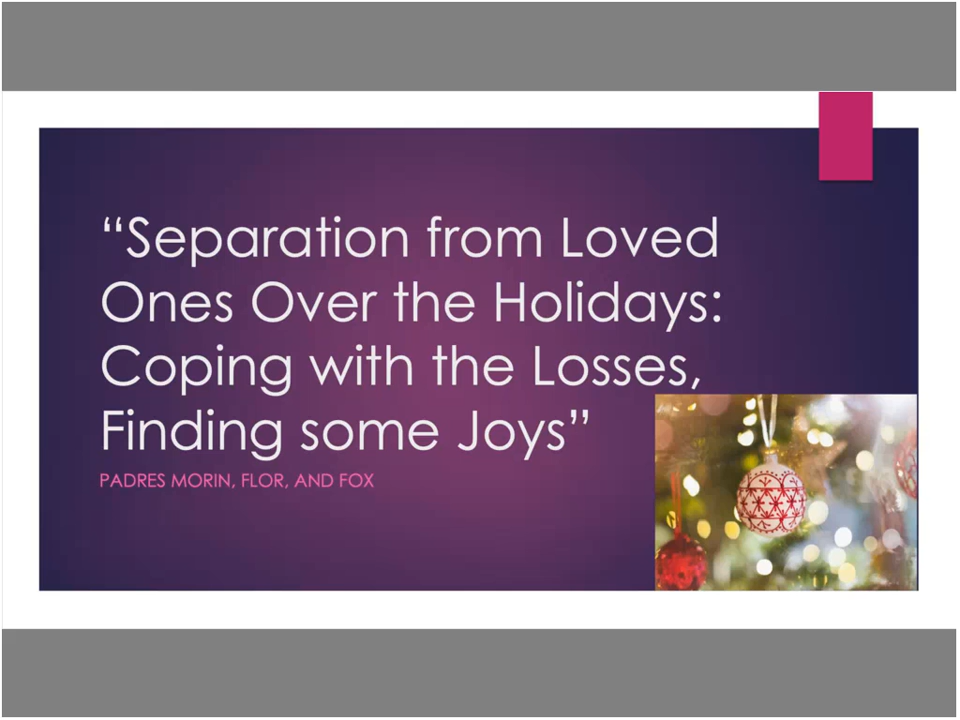 “Separation from Loved
Ones Over the Holidays:
Coping with the Losses,
Finding some Joys”
PADRES MORIN, FLOR, AND FOX